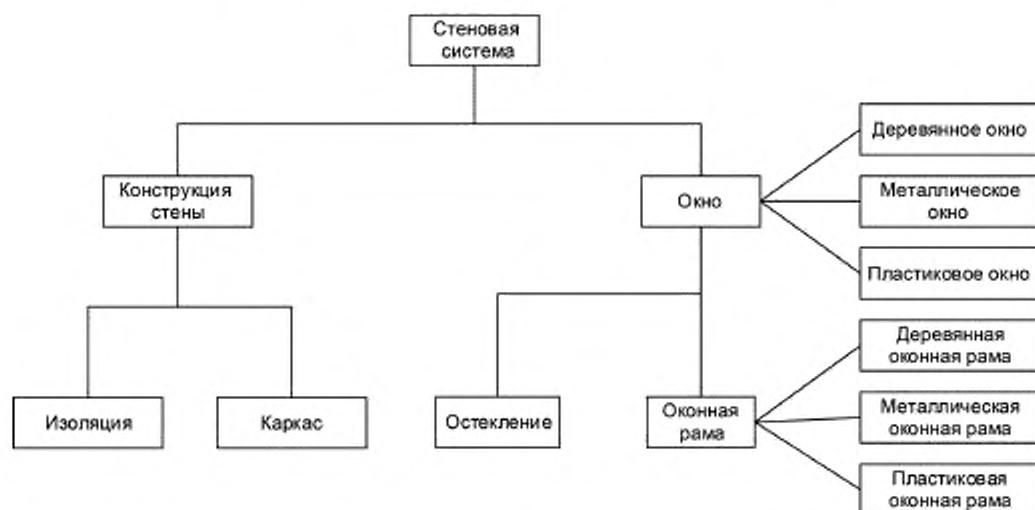 Стеновая
система
Деревянное окно
Конструкция
стены
Окно
Металлическое
окно
Пластиковое окно
Деревянная
оконная рама
Изоляция
Каркас
Остекление
Оконная
рама
Металлическая
оконная рама
Пластиковая
оконная рама